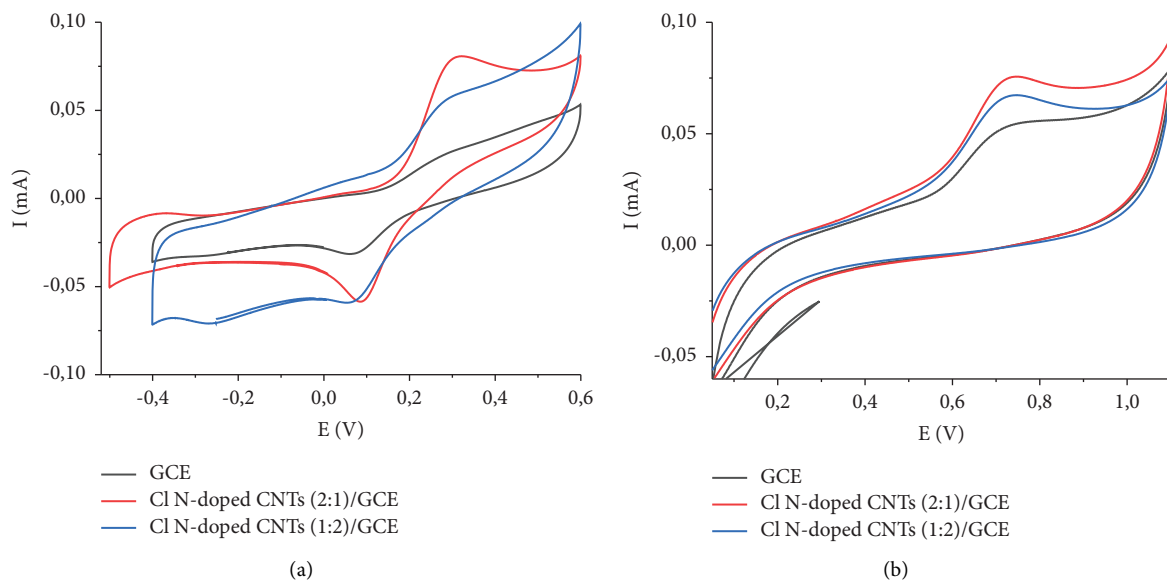 0,10
0,05
0,00
-0,05
-0,10
I (mA)
-0,4
-0,2
0,0
0,2
0,4
0,6
E (V)
GCE
Cl N-doped CNTs (2:1)/GCE
Cl N-doped CNTs (1:2)/GCE
(a)
0,10
0,05
0,00
-0,05
I (mA)
0,2
0,4
0,6
0,8
1,0
E (V)
GCE
Cl N-doped CNTs (2:1)/GCE
Cl N-doped CNTs (1:2)/GCE
(b)